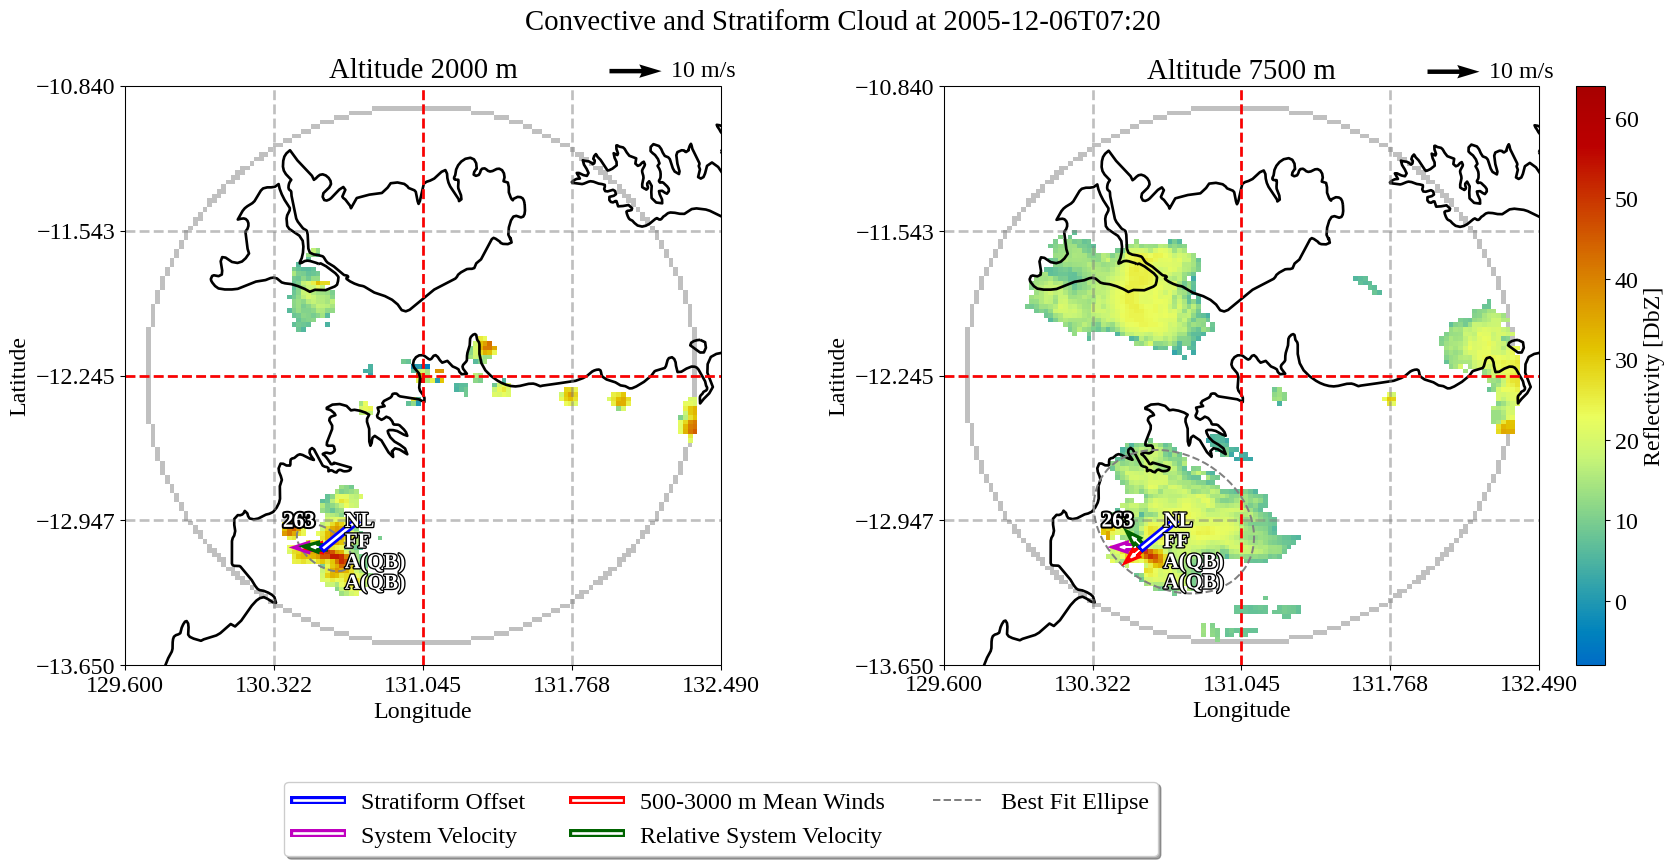 Convective and Stratiform Cloud at 2005-12-06T07:20
Altitude 2000 m
10 m/s
−10.840
−11.543
−12.245
−12.947
−13.650
Latitude
129.600
130.322
131.045
131.768
132.490
Longitude
263
NL
FF
A(QB)
A(QB)
Altitude 7500 m
10 m/s
−10.840
−11.543
−12.245
−12.947
−13.650
Latitude
129.600
130.322
131.045
131.768
132.490
Longitude
263
NL
FF
A(QB)
A(QB)
60
50
40
30
20
10
0
Reflectivity [DbZ]
Stratiform Offset
System Velocity
500-3000 m Mean Winds
Relative System Velocity
Best Fit Ellipse